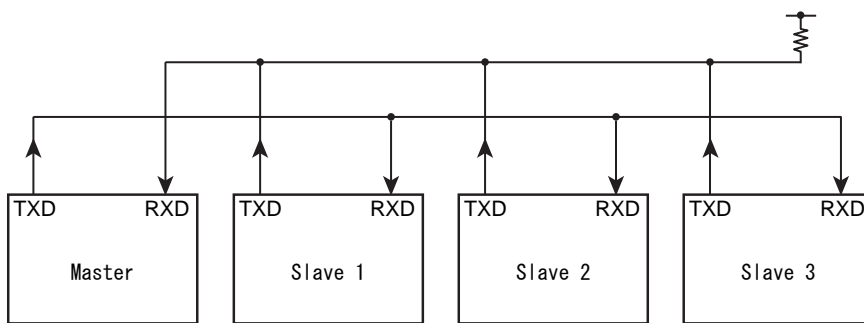 TXD RXD TXD RXD TXD RXD TXD RXD
Master Slave 1 Slave 2 Slave 3